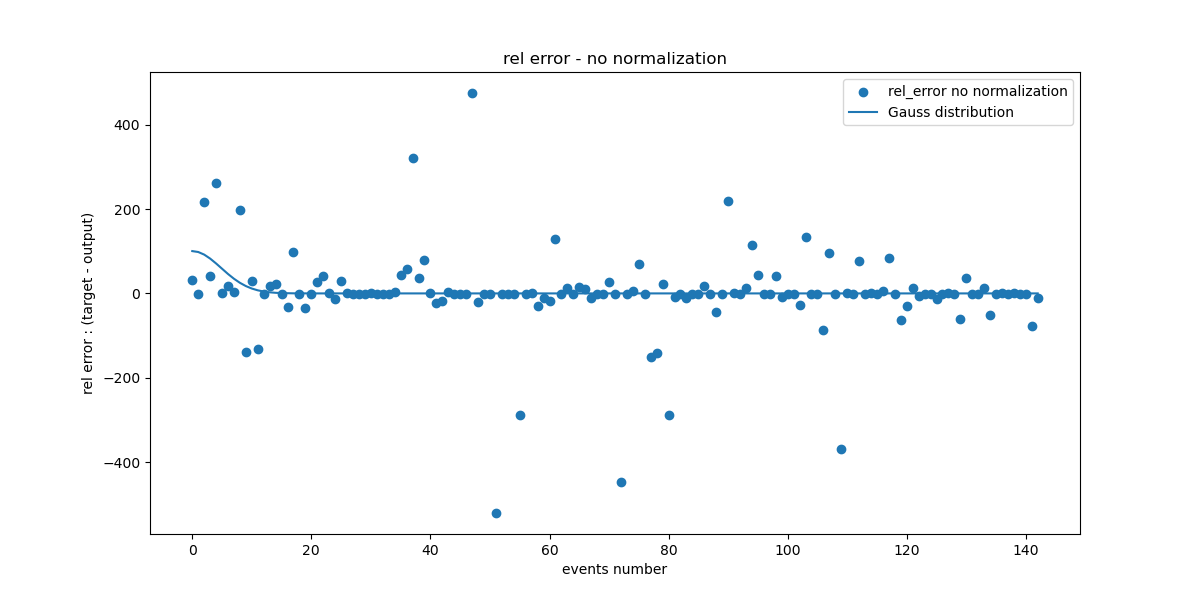 rel error - no normalization
rel_error no normalization
Gauss distribution
rel error : (target - output)
400
200
0
−200
−400
0 20 40 60 80 100 120 140
events number